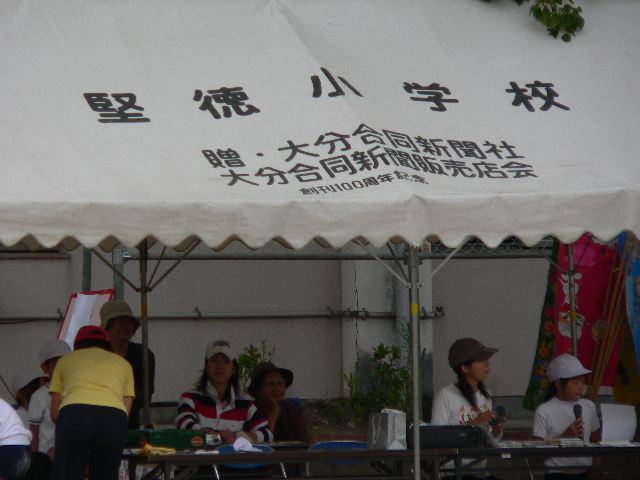 堅徳小学校
贈・大分合同新聞社
大分合同新聞販売店会
創刊100周年記念